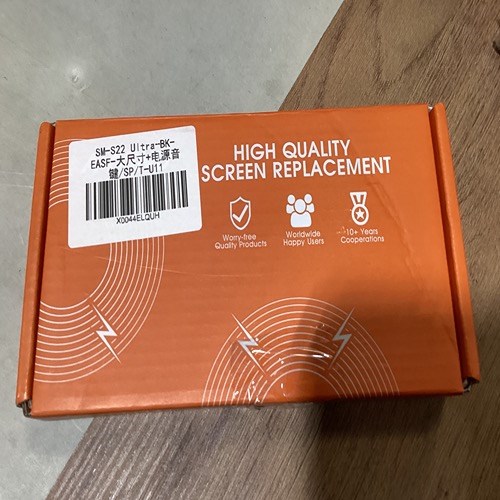 SM-S22 Ultra-BK-
EASF-大尺寸+电源音
键/SP/T-U11
X0044ELQUH
HIGH QUALITY
SCREEN REPLACEMENT
Worry-free
Quality Products
Worldwide
Happy Users
10+ Years
Cooperations